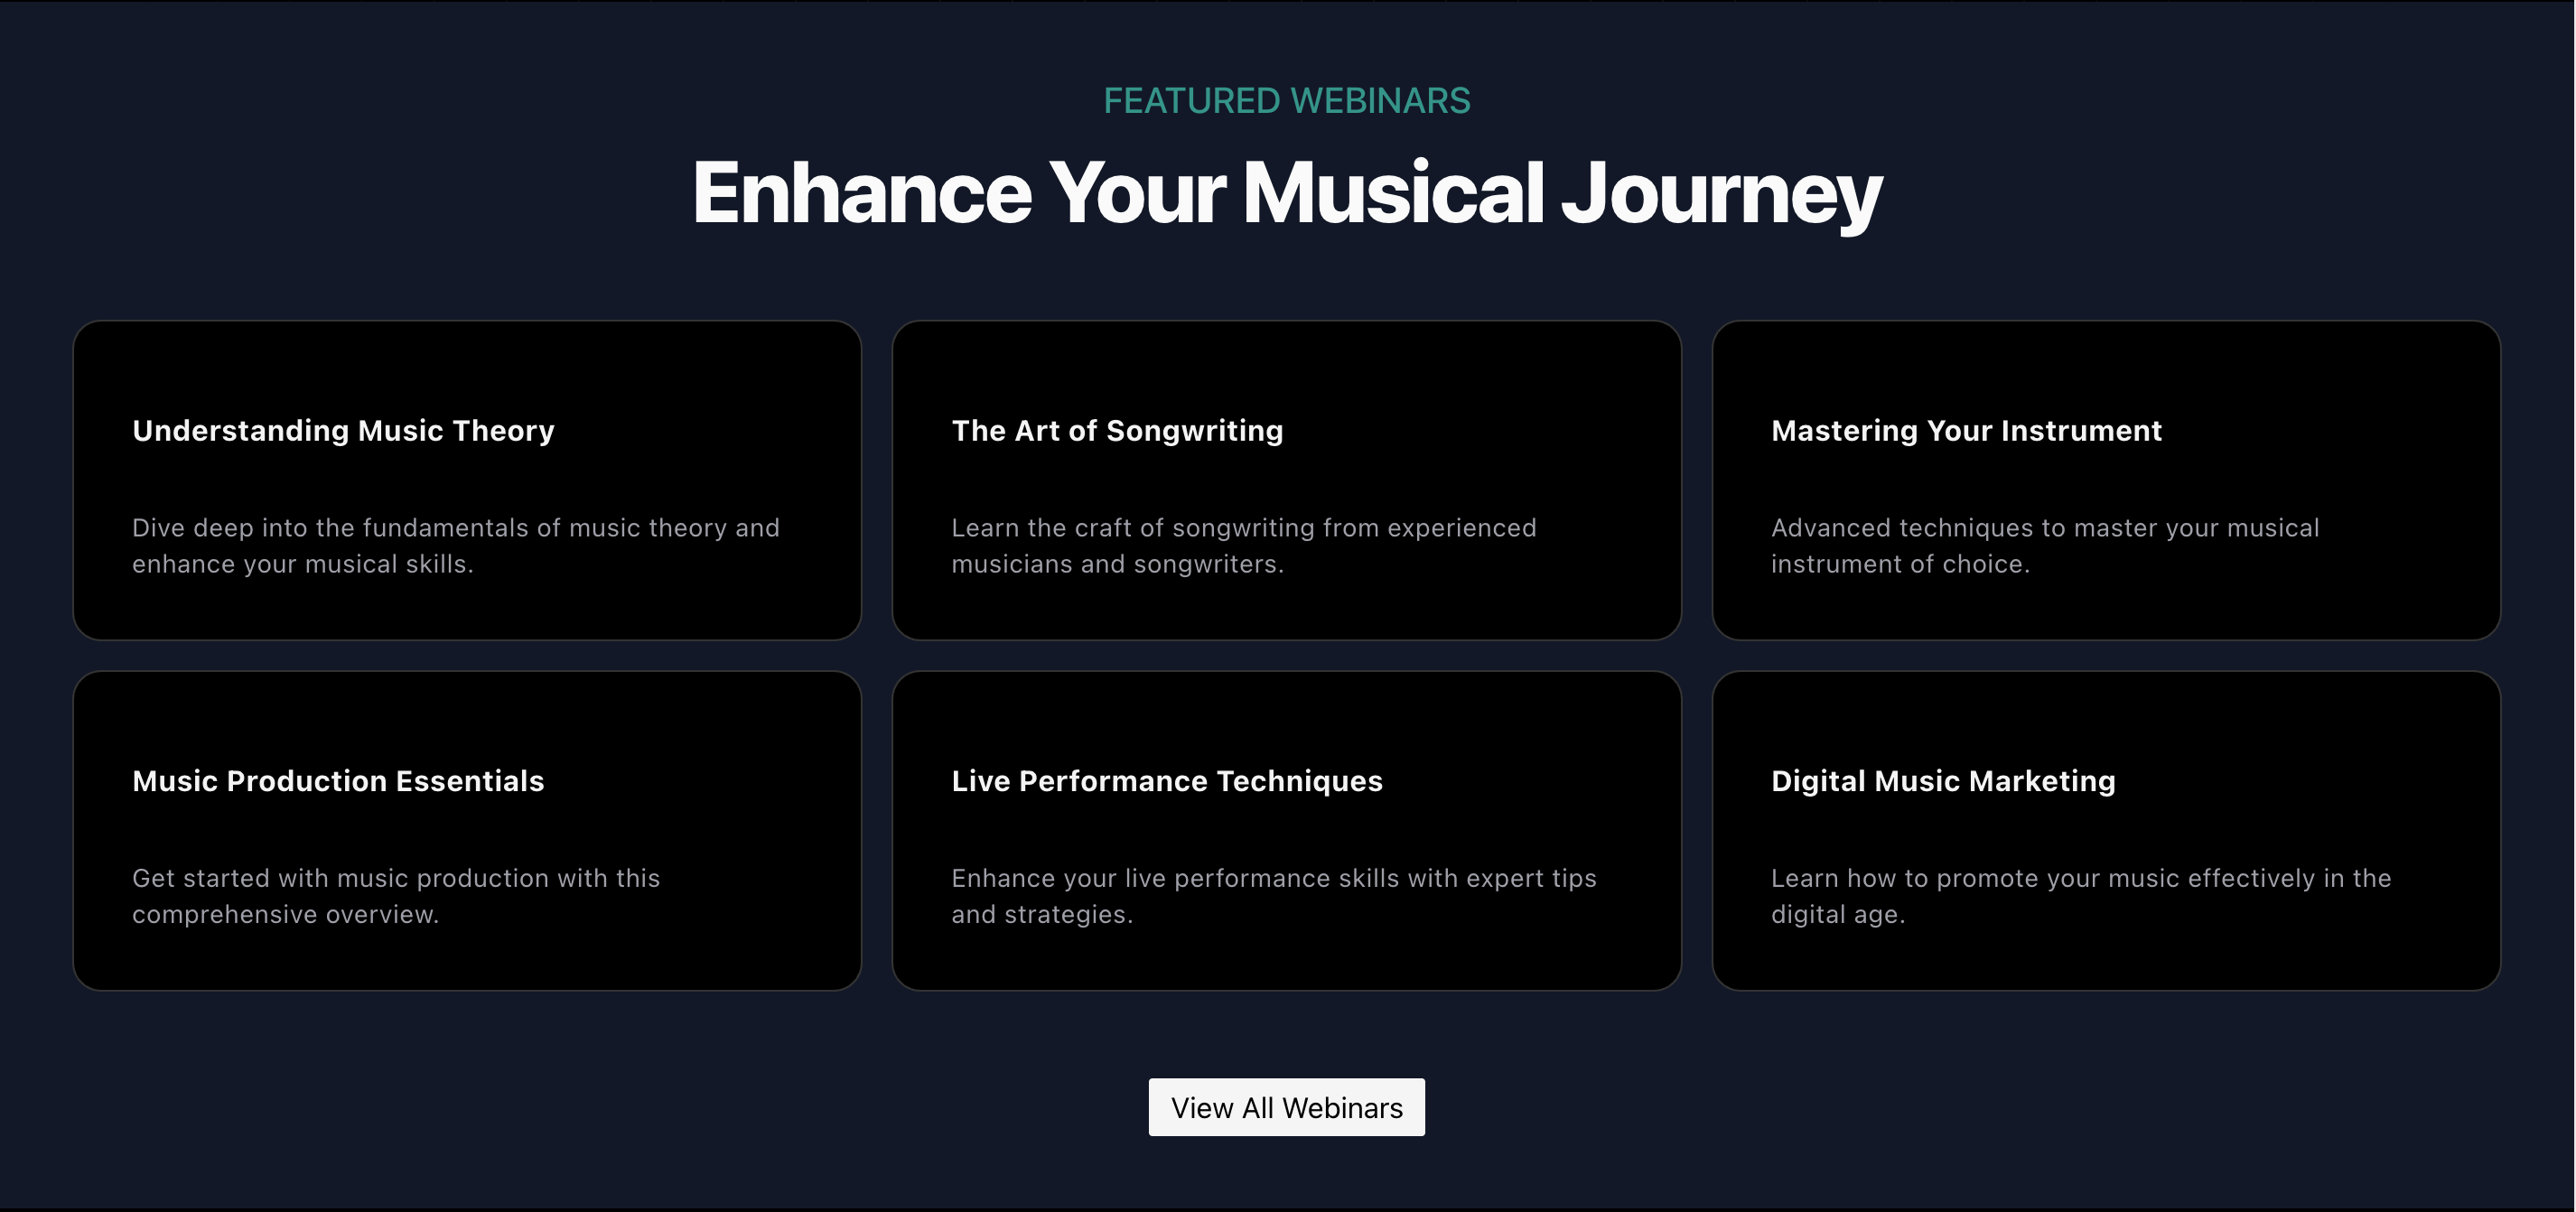 FEATURED WEBINARS
Enhance Your Musical Journey
Understanding Music Theory
Dive deep into the fundamentals of music theory and
enhance your musical skills.
The Art of Songwriting
Learn the craft of songwriting from experienced
musicians and songwriters.
Mastering Your Instrument
Advanced techniques to master your musical
instrument of choice.
Music Production Essentials
Get started with music production with this
comprehensive overview.
Live Performance Techniques
Enhance your live performance skills with expert tips
and strategies.
Digital Music Marketing
Learn how to promote your music effectively in the
digital age.
View All Webinars